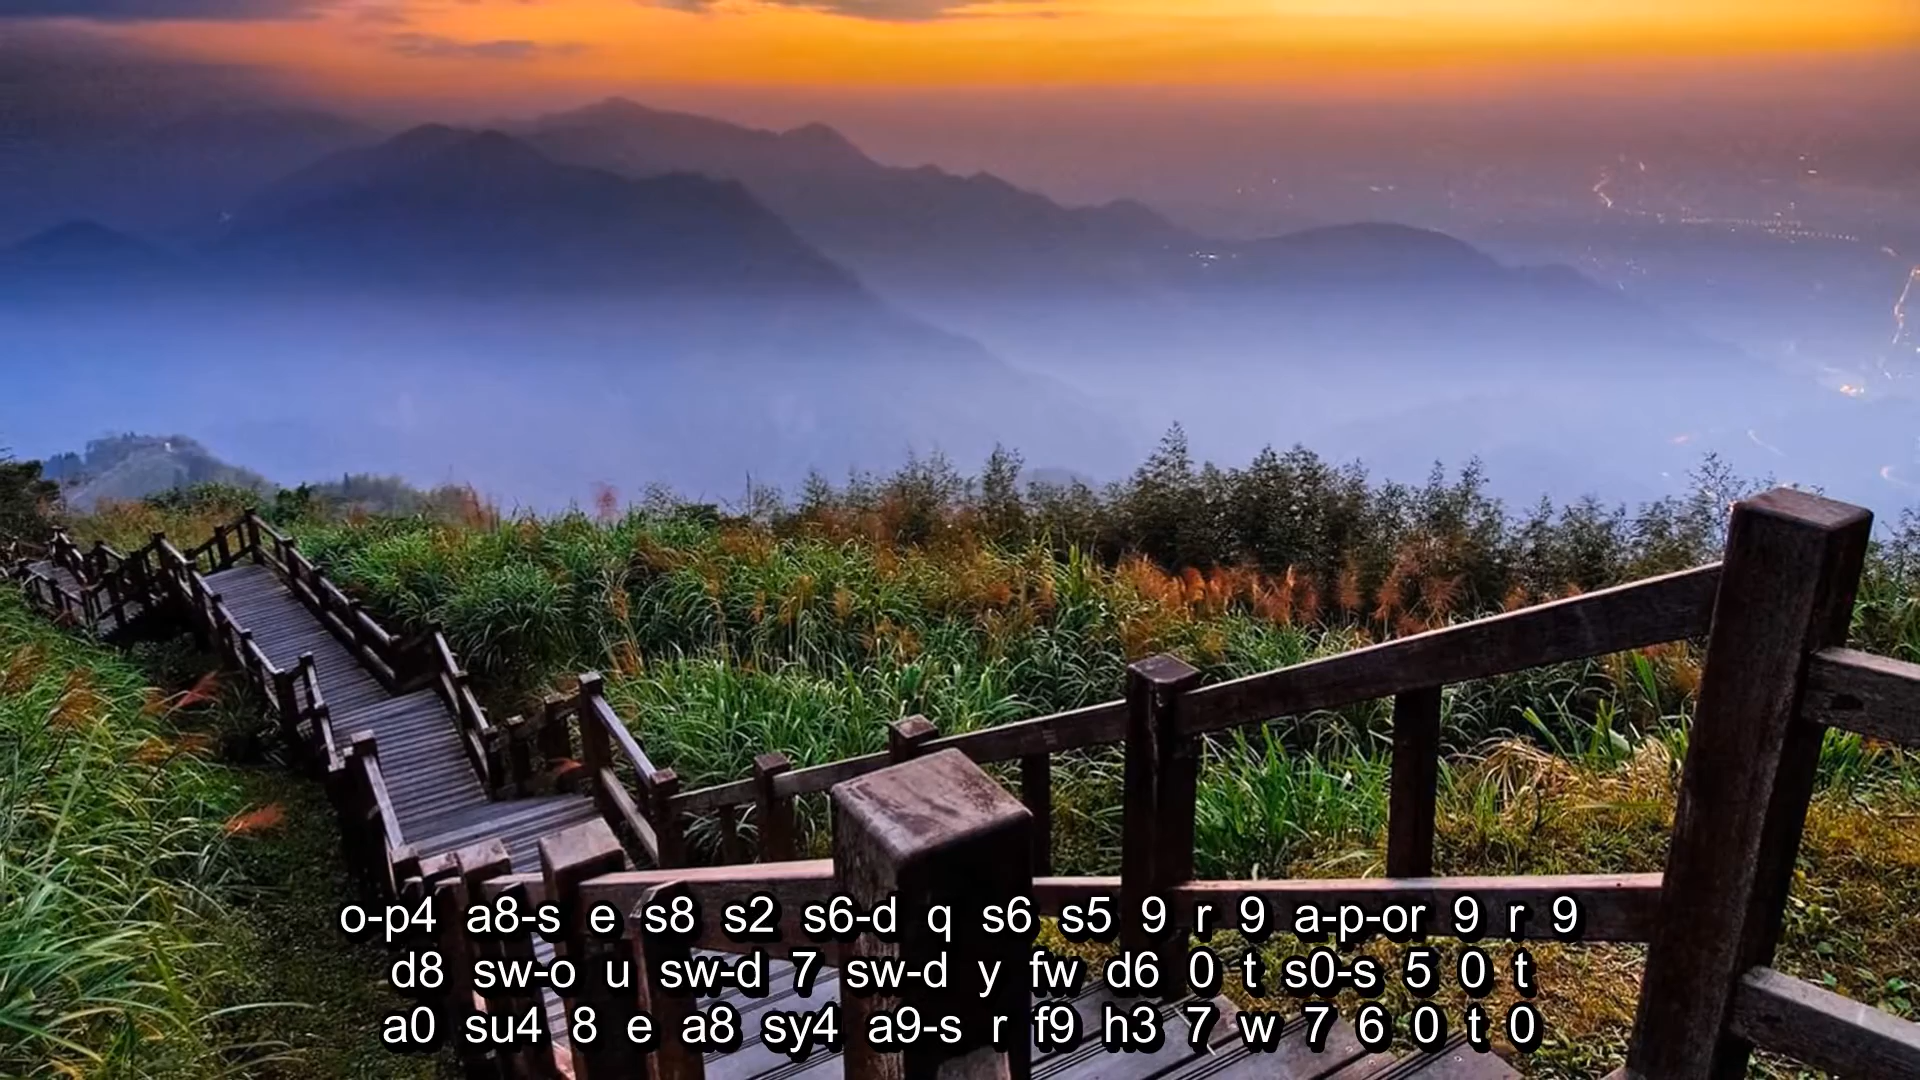 o-p4 a8-s e s8 s2 s6-d q s6 s5 9 r 9 a-p-or 9 r 9
d8 sw-o u sw-d 7 sw-d y fw d6 0 t s0-s 5 0 t
a0 su4 8 e a8 sy4 a9-s r f9 h3 7 w 7 6 0 t 0